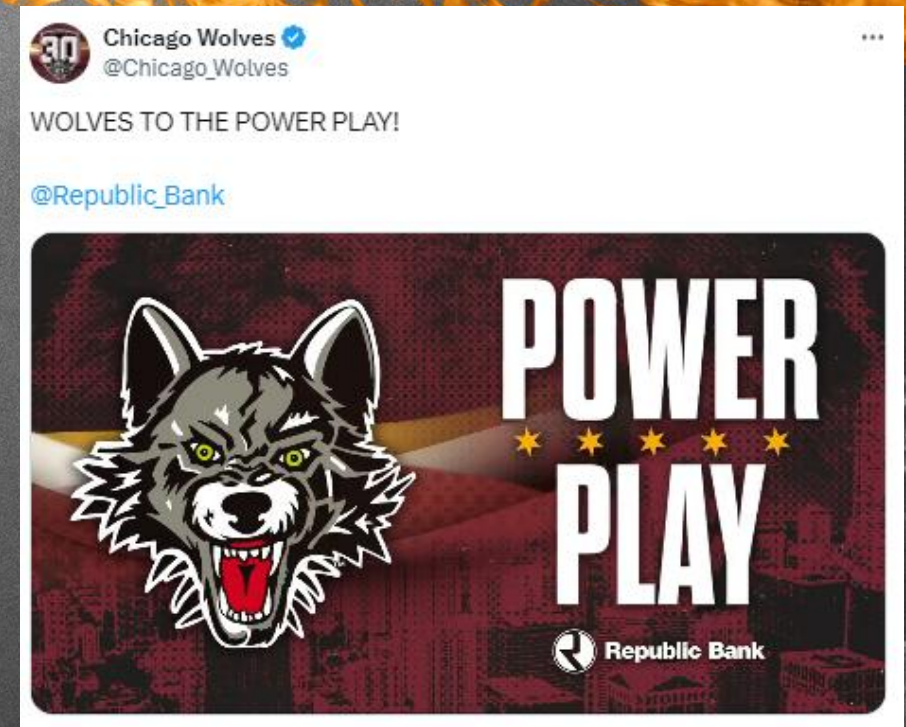 30
Chicago Wolves
@Chicago_Wolves
WOLVES TO THE POWER PLAY!
@Republic_Bank
POWER
PLAY
Republic Bank